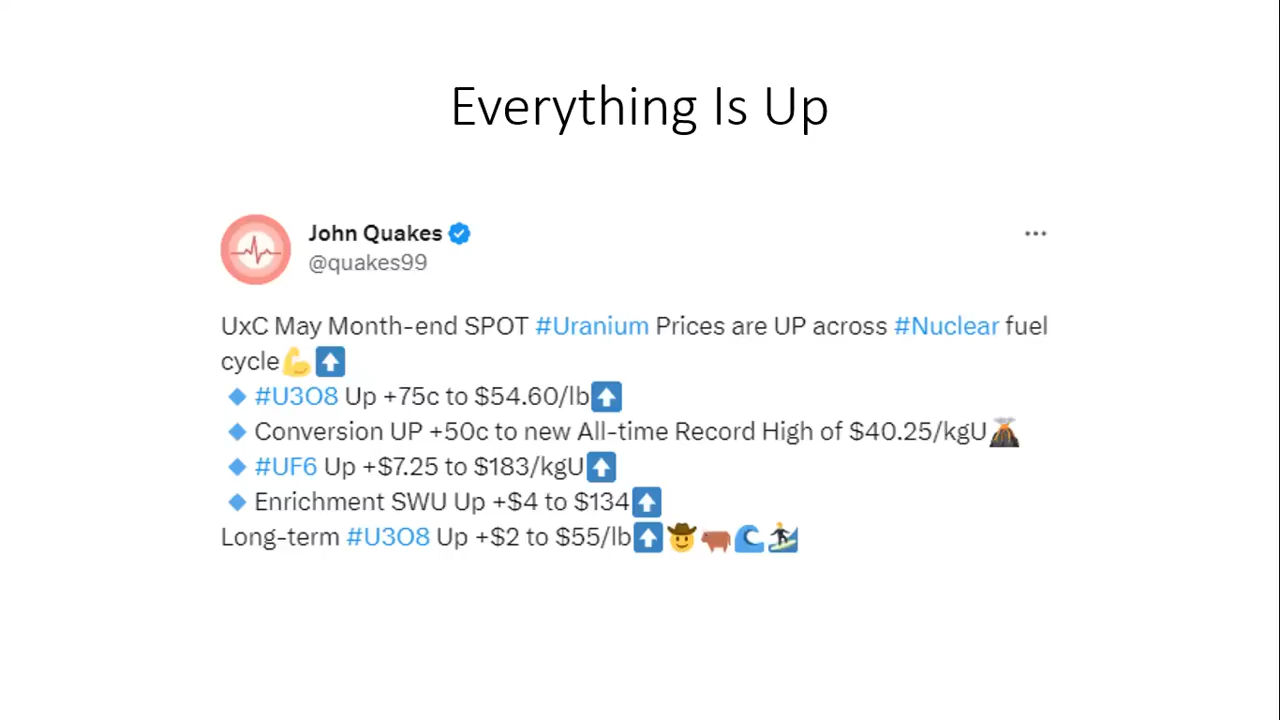 Everything Is Up
John Quakes
@quakes99
UxC May Month-end SPOT #Uranium Prices are UP across #Nuclear fuel
cycle💪⬆️
🔹#U3O8 Up +75c to $54.60/lb⬆️
🔹Conversion UP +50c to new All-time Record High of $40.25/kgU🌋
🔹#UF6 Up +$7.25 to $183/kgU⬆️
🔹Enrichment SWU Up +$4 to $134⬆️
Long-term #U3O8 Up +$2 to $55/lb⬆️🤠🐂🌊🏄